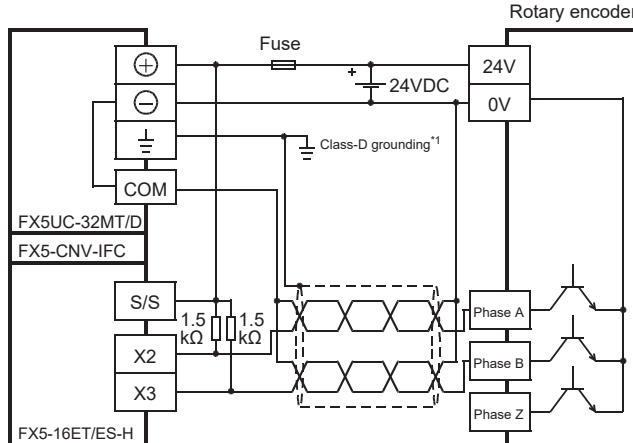 Rotary encoder
Fuse
24V
24VDC
0V
Class-D grounding*1
COM
FX5UC-32MT/D
FX5-CNV-IFC
S/S
1.5 kΩ
1.5 kΩ
X2
X3
Phase A
Phase B
Phase Z
FX5-16ET/ES-H